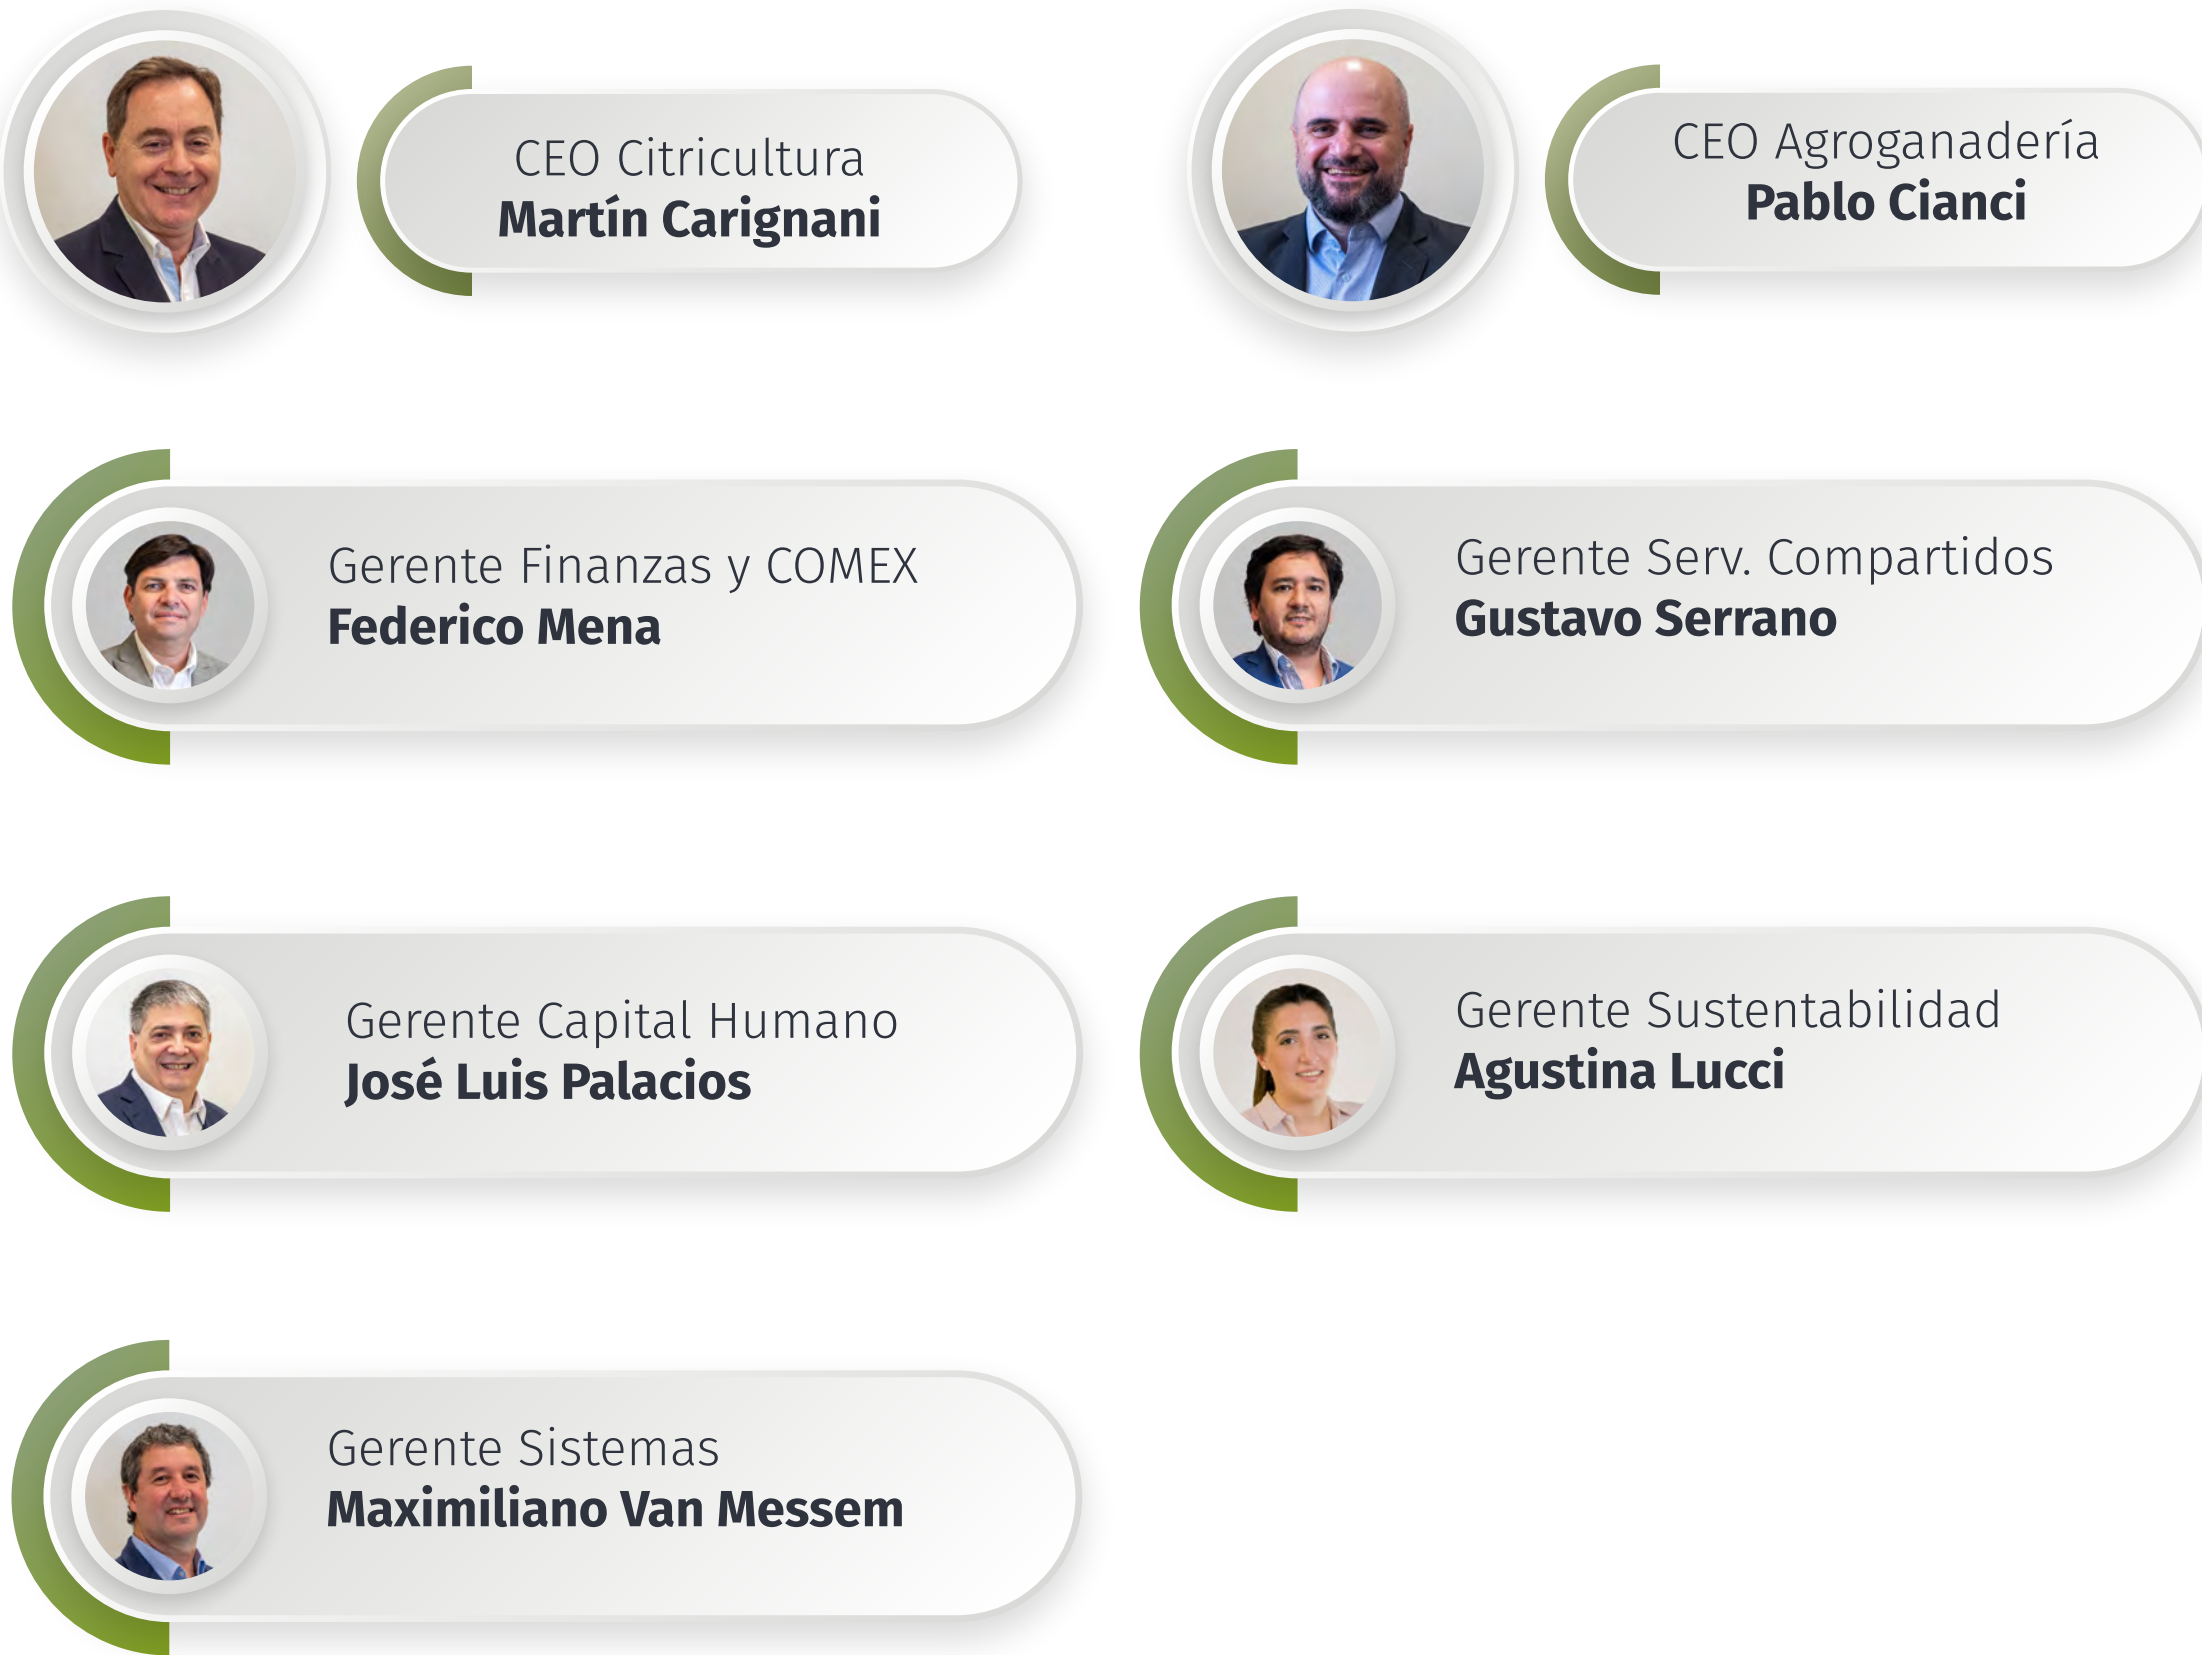 CEO Citricultura
Martín Carignani
CEO Agroganadería
Pablo Cianci
Gerente Finanzas y COMEX
Federico Mena
Gerente Serv. Compartidos
Gustavo Serrano
Gerente Capital Humano
José Luis Palacios
Gerente Sustentabilidad
Agustina Lucci
Gerente Sistemas
Maximiliano Van Messem